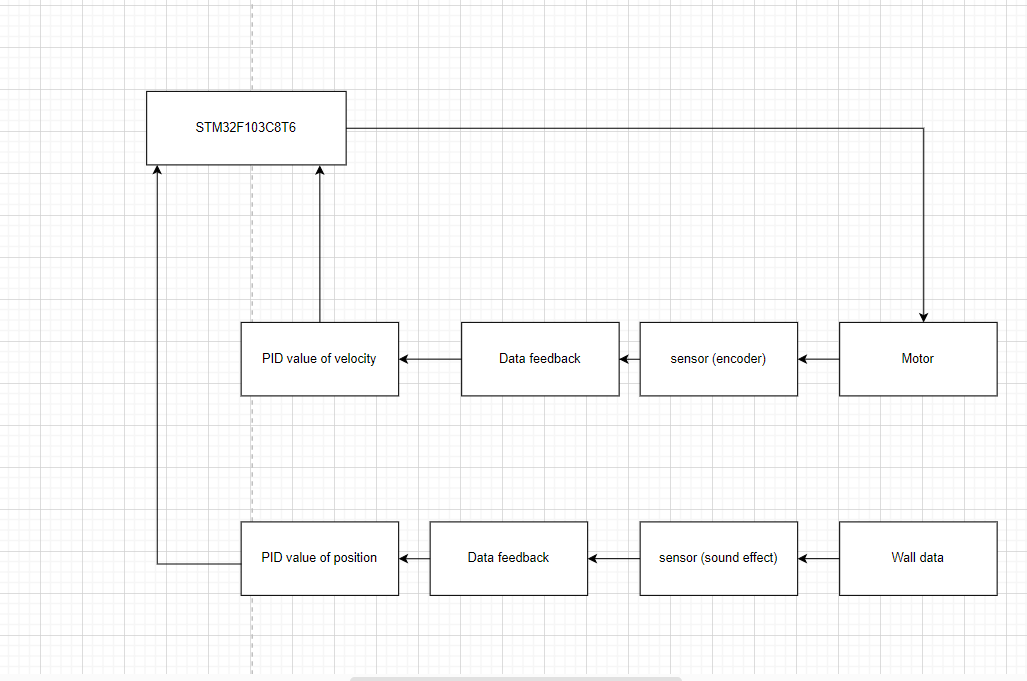 STM32F103C8T6
PID value of velocity
Data feedback
sensor (encoder)
Motor
PID value of position
Data feedback
sensor (sound effect)
Wall data